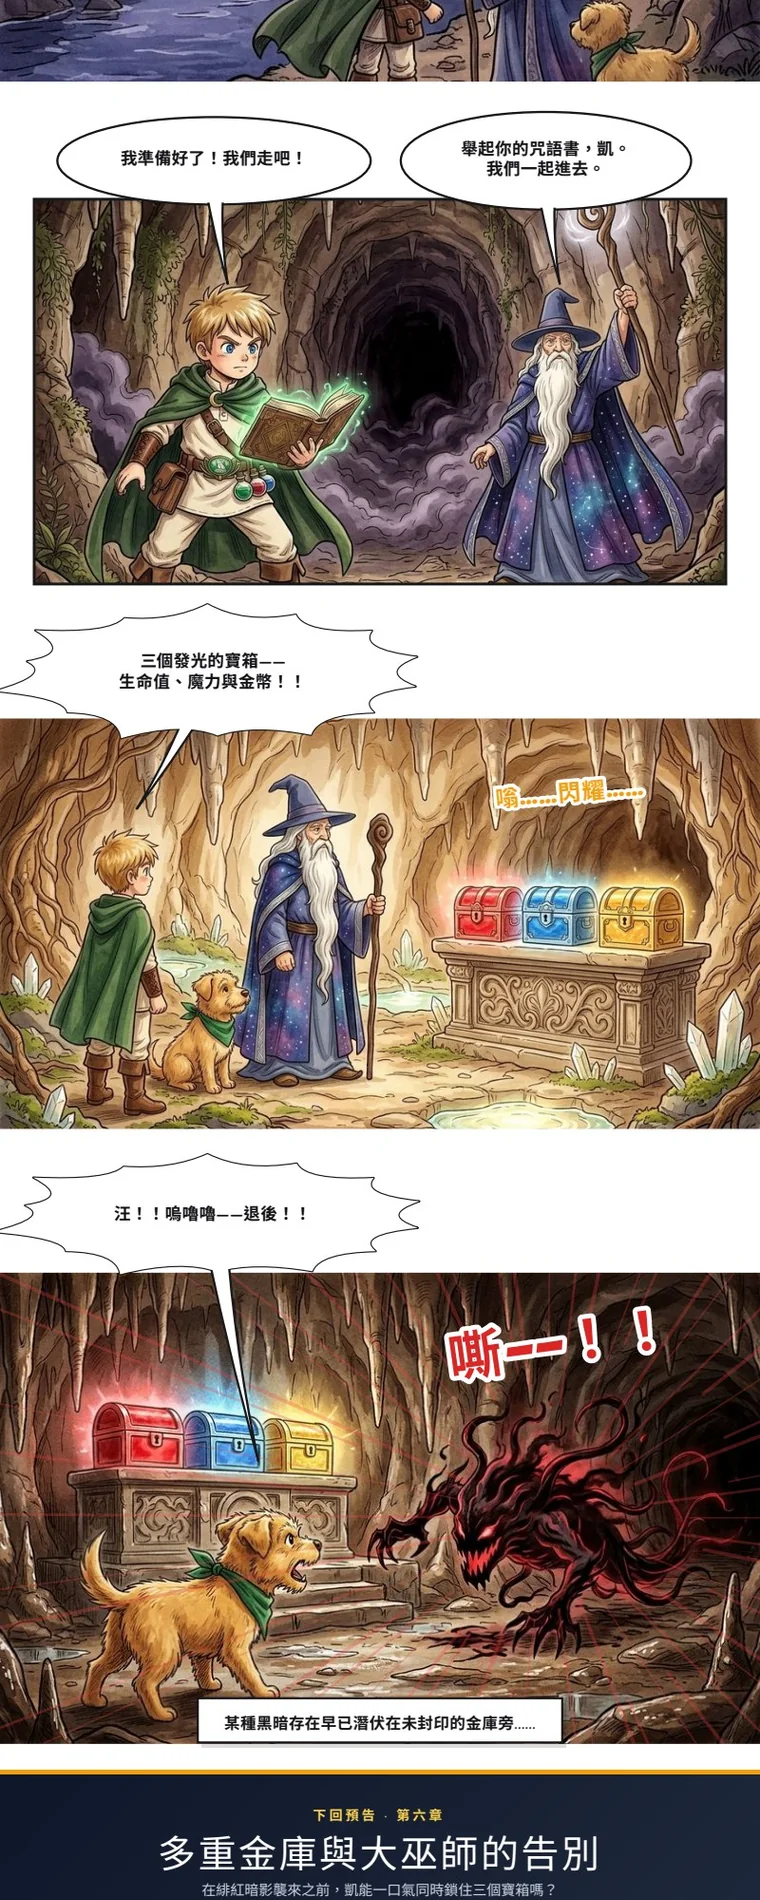 我準備好了！我們走吧！
舉起你的咒語書，凱。
我們一起進去。
三個發光的寶箱——
生命值、魔力與金幣！！
嗡……閃耀……
汪！！嗚嚕嚕——退後！！
嘶——！！
某種黑暗存在早已潛伏在未封印的金庫旁……
下回預告 · 第六章
多重金庫與大巫師的告別
在緋紅暗影襲來之前，凱能一口氣同時鎖住三個寶箱嗎？